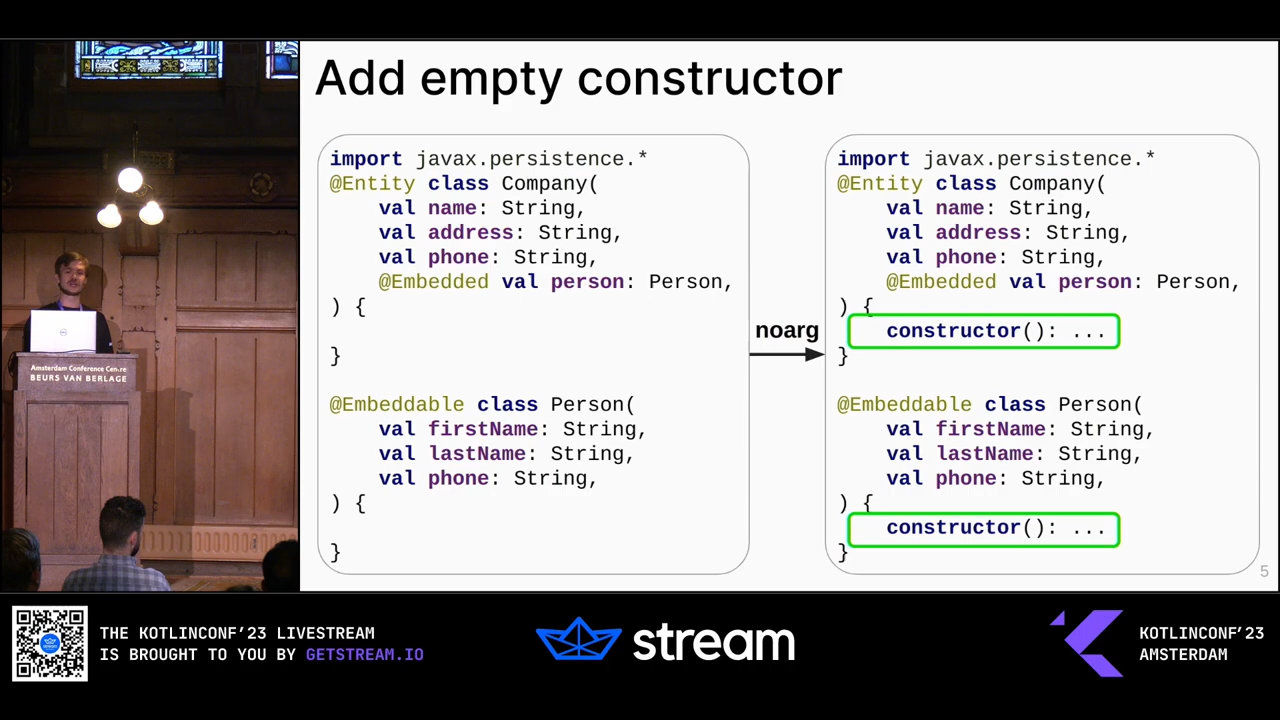 Add empty constructor
import javax.persistence.*
@Entity class Company(
val name: String,
val address: String,
val phone: String,
@Embedded val person: Person,
) {
}
@Embeddable class Person(
val firstName: String,
val lastName: String,
val phone: String,
) {
}
noarg
import javax.persistence.*
@Entity class Company(
val name: String,
val address: String,
val phone: String,
@Embedded val person: Person,
) {
constructor(): ...
}
@Embeddable class Person(
val firstName: String,
val lastName: String,
val phone: String,
) {
constructor(): ...
}
5
Amsterdam Conference Centre
BEURS VAN BERLAGE
THE KOTLINCONF'23 LIVESTREAM
IS BROUGHT TO YOU BY GETSTREAM.IO
stream
KOTLINCONF'23
AMSTERDAM